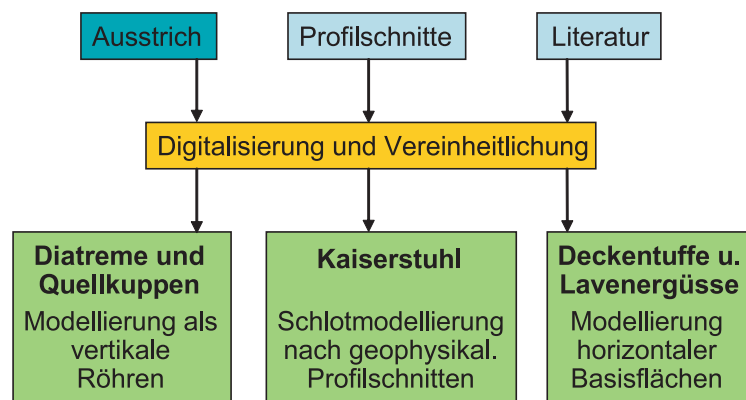 Ausstrich
Profilschnitte
Literatur
Digitalisierung und Vereinheitlichung
Diatreme und
Quellkuppen
Modellierung als
vertikale
Röhren
Kaiserstuhl
Schlotmodellierung
nach geophysikal.
Profilschnitten
Deckentuffe u.
Lavenergüsse
Modellierung
horizontaler
Basisflächen